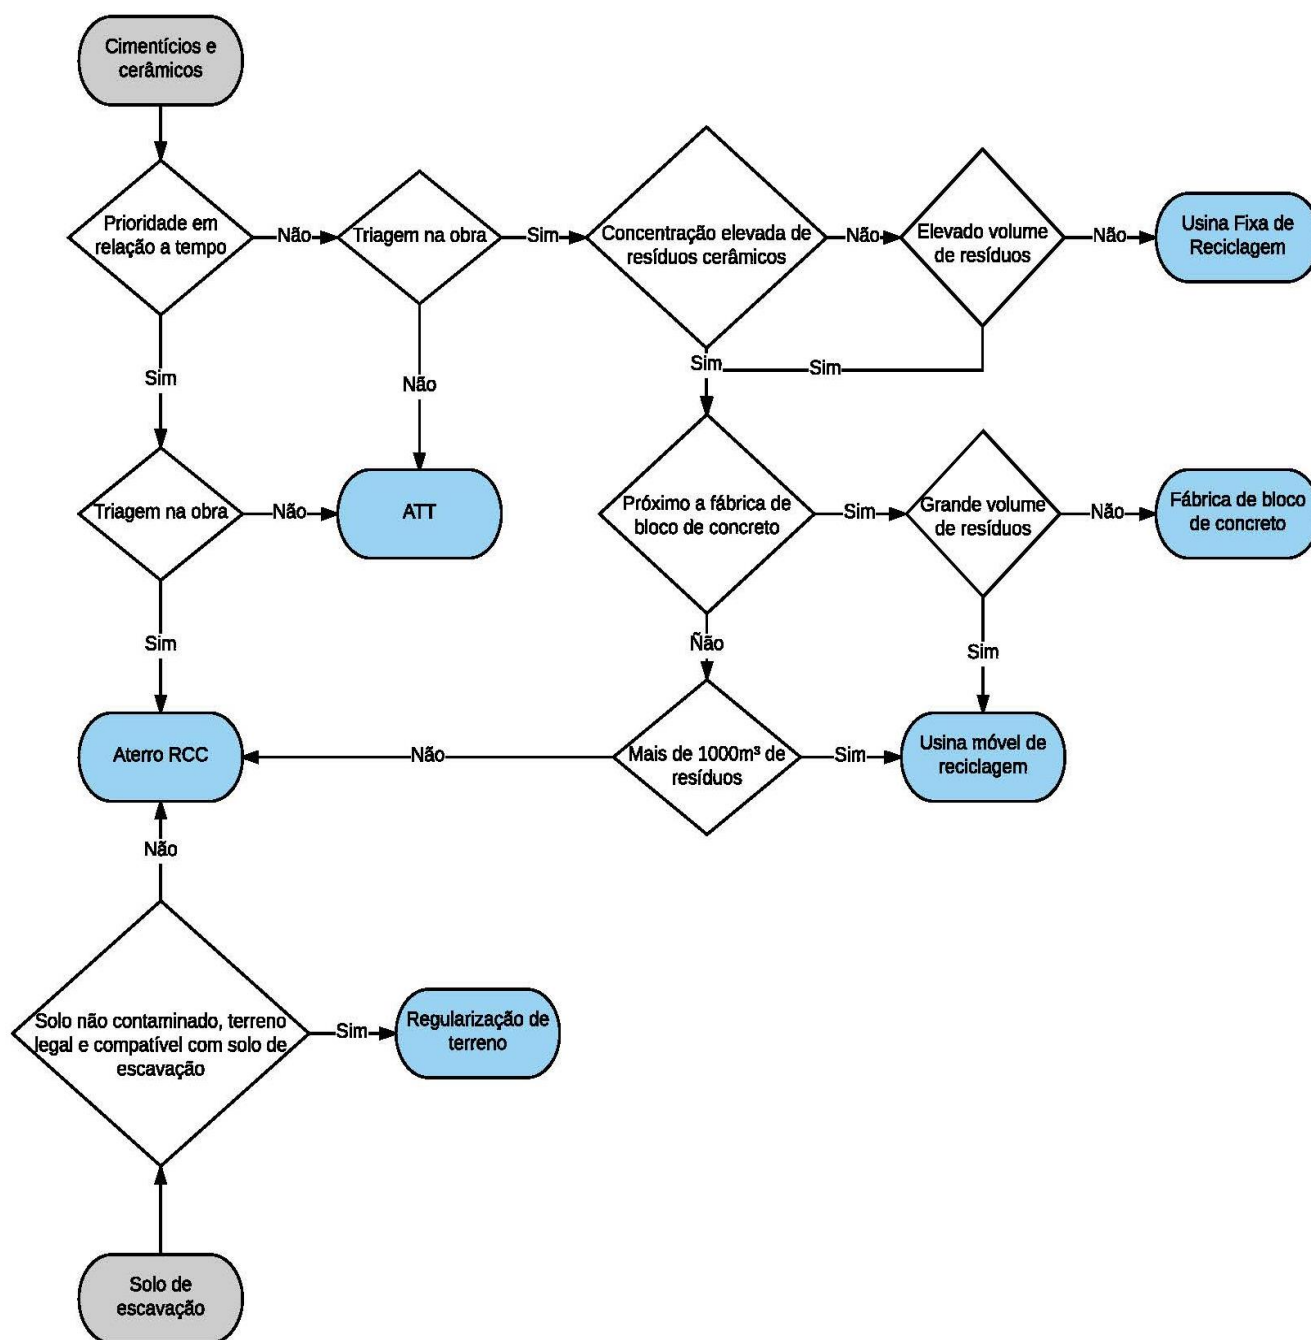 Cimentícios e
cerâmicos
Prioridade em
relação a tempo
Não
Triagem na obra
Sim
Concentração elevada de
resíduos cerâmicos
Não
Elevado volume
de resíduos
Não
Usina Fixa de
Reciclagem
Sim
Não
Sim
Sim
Triagem na obra
Não
ATT
Próximo a fábrica de
bloco de concreto
Sim
Grande volume
de resíduos
Não
Fábrica de bloco
de concreto
Sim
Ñão
Sim
Aterro RCC
Não
Mais de 1000m³ de
resíduos
Sim
Usina móvel de
reciclagem
Não
Solo não contaminado, terreno
legal e compatível com solo de
escavação
Sim
Regularização de
terreno
Solo de
escavação